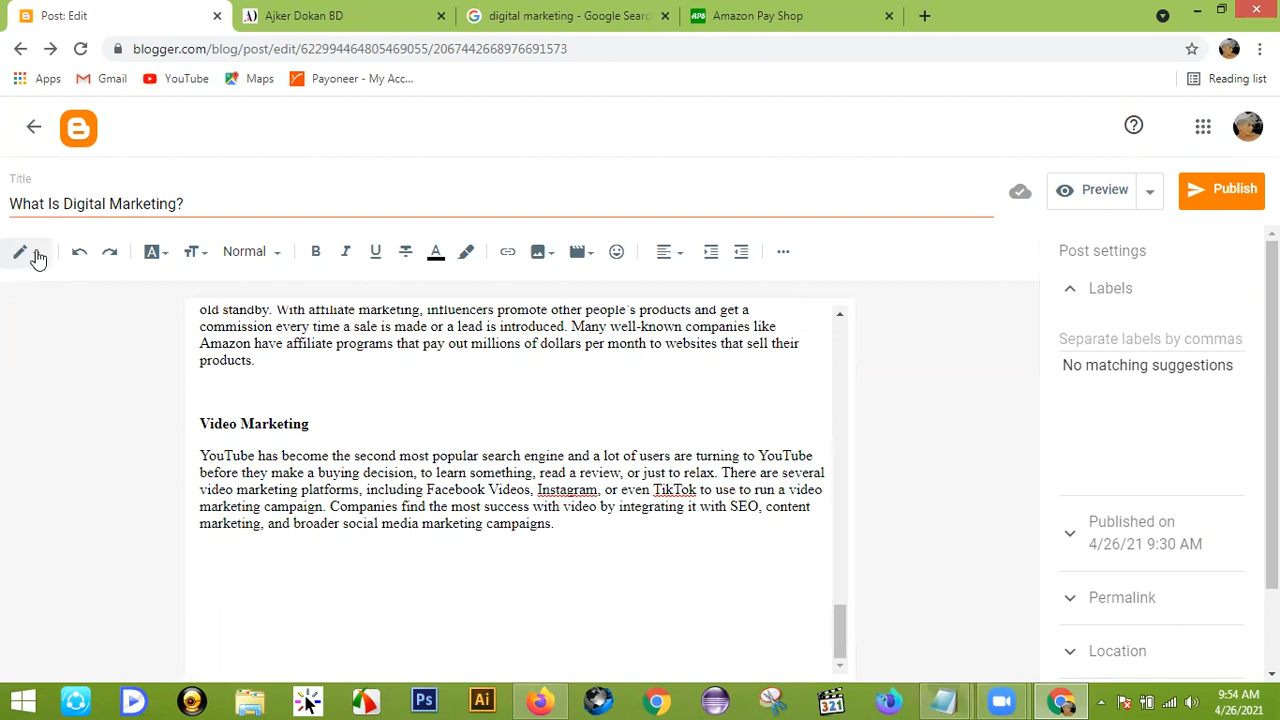 Post: Edit
Ajker Dokan BD
digital marketing - Google Searc
APS
Amazon Pay Shop
blogger.com/blog/post/edit/622994464805469055/2067442668976691573
Apps
Gmail
YouTube
Maps
Payoneer - My Acc...
Reading list
Title
What Is Digital Marketing?
Preview
Publish
Normal
B
I
U
A
old standby. With affiliate marketing, influencers promote other people's products and get a
commission every time a sale is made or a lead is introduced. Many well-known companies like
Amazon have affiliate programs that pay out millions of dollars per month to websites that sell their
products.
Video Marketing
YouTube has become the second most popular search engine and a lot of users are turning to YouTube
before they make a buying decision, to learn something, read a review, or just to relax. There are several
video marketing platforms, including Facebook Videos, Instagram, or even TikTok to use to run a video
marketing campaign. Companies find the most success with video by integrating it with SEO, content
marketing, and broader social media marketing campaigns.
Post settings
Labels
Separate labels by commas
No matching suggestions
Published on
4/26/21 9:30 AM
Permalink
Location
Ps
Ai
321
9:54 AM
4/26/2021